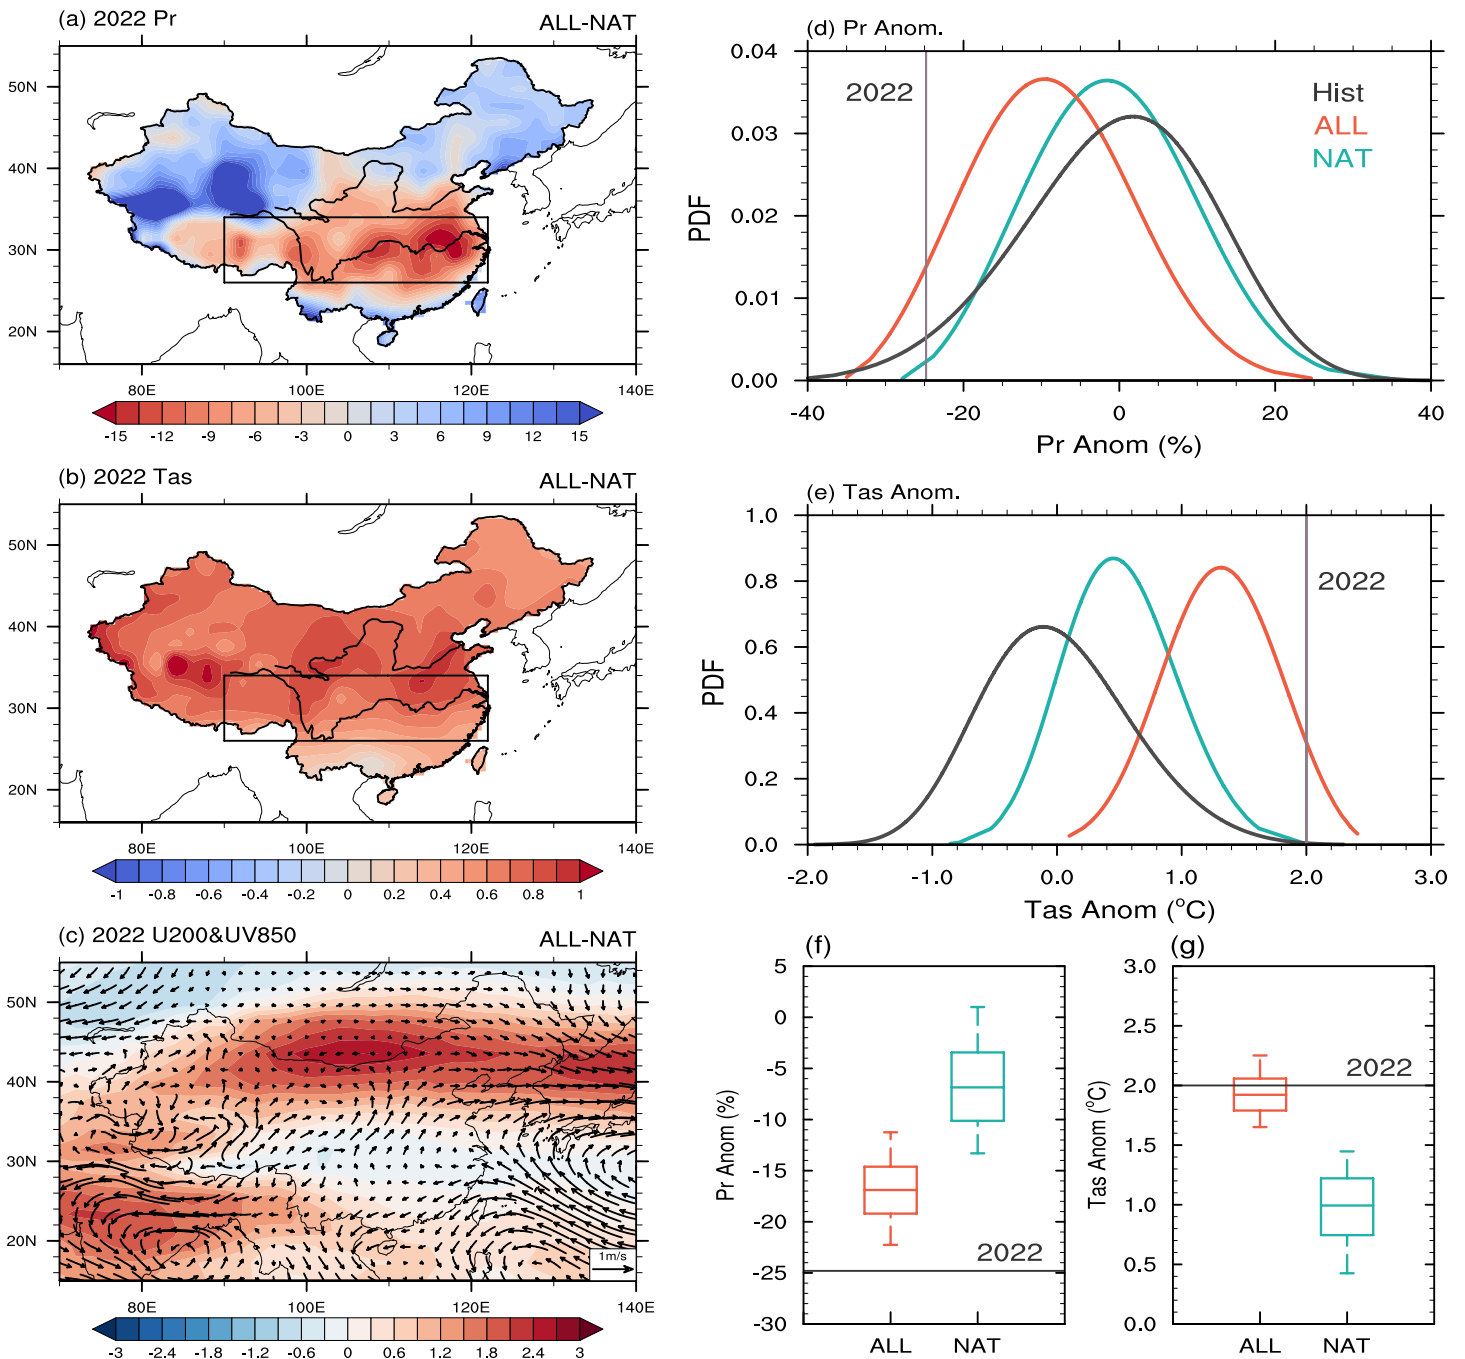 (a) 2022 Pr
ALL-NAT
50N
40N
30N
20N
80E 100E 120E 140E
-15 -12 -9 -6 -3 0 3 6 9 12 15
(b) 2022 Tas
ALL-NAT
50N
40N
30N
20N
80E 100E 120E 140E
-1 -0.8 -0.6 -0.4 -0.2 0 0.2 0.4 0.6 0.8 1
(c) 2022 U200&UV850
ALL-NAT
50N
40N
30N
20N
1m/s
80E 100E 120E 140E
-3 -2.4 -1.8 -1.2 -0.6 0 0.6 1.2 1.8 2.4 3
(d) Pr Anom.
0.04
0.03
0.02
0.01
0.00
PDF
2022
Hist
ALL
NAT
-40 -20 0 20 40
Pr Anom (%)
(e) Tas Anom.
1.0
0.8
0.6
0.4
0.2
0.0
PDF
2022
-2.0 -1.0 0.0 1.0 2.0 3.0
Tas Anom (°C)
(f)
5
0
-5
-10
-15
-20
-25
-30
Pr Anom (%)
2022
ALL NAT
(g)
3.0
2.5
2.0
1.5
1.0
0.5
0.0
Tas Anom (°C)
2022
ALL NAT